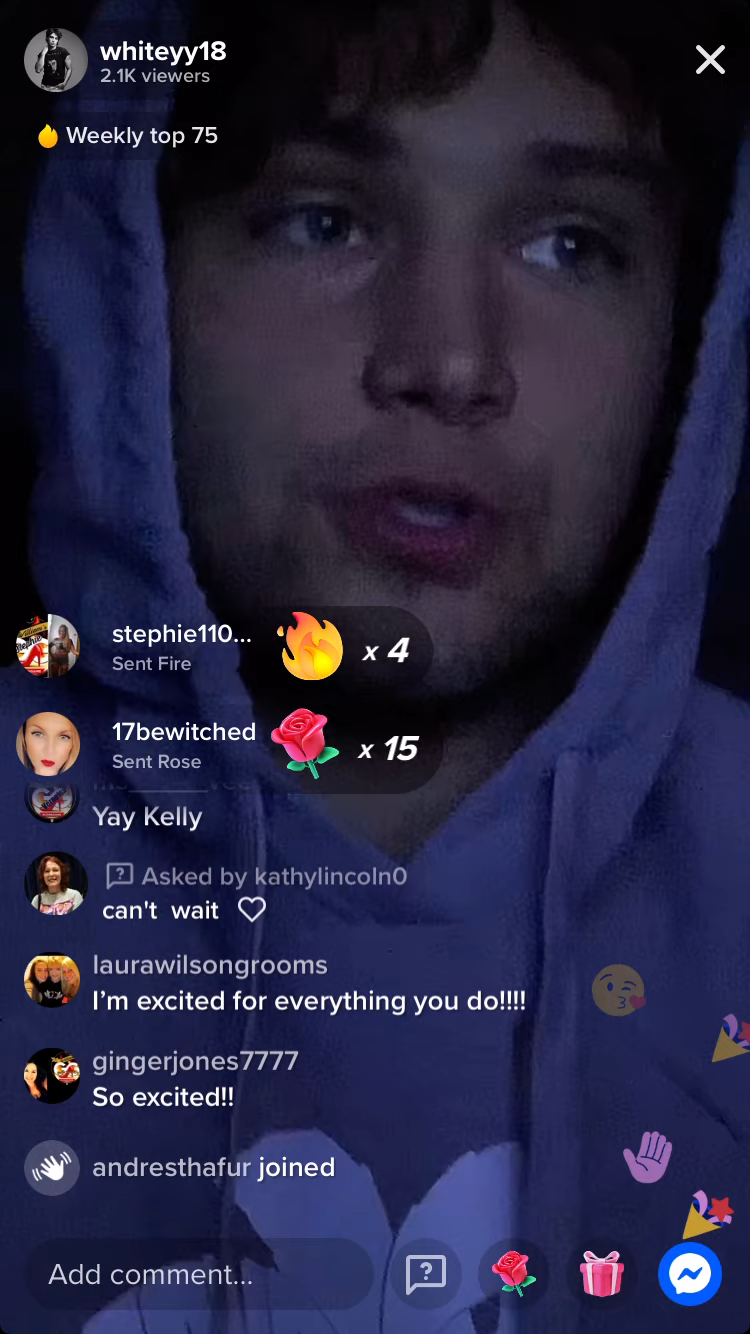 whiteyy18
2.1K viewers
Weekly top 75
stephie110...
Sent Fire
x 4
17bewitched
Sent Rose
x 15
Yay Kelly
Asked by kathylincoln0
can't wait
laurawilsongrooms
I'm excited for everything you do!!!!
gingerjones7777
So excited!!
andresthafur joined
Add comment...